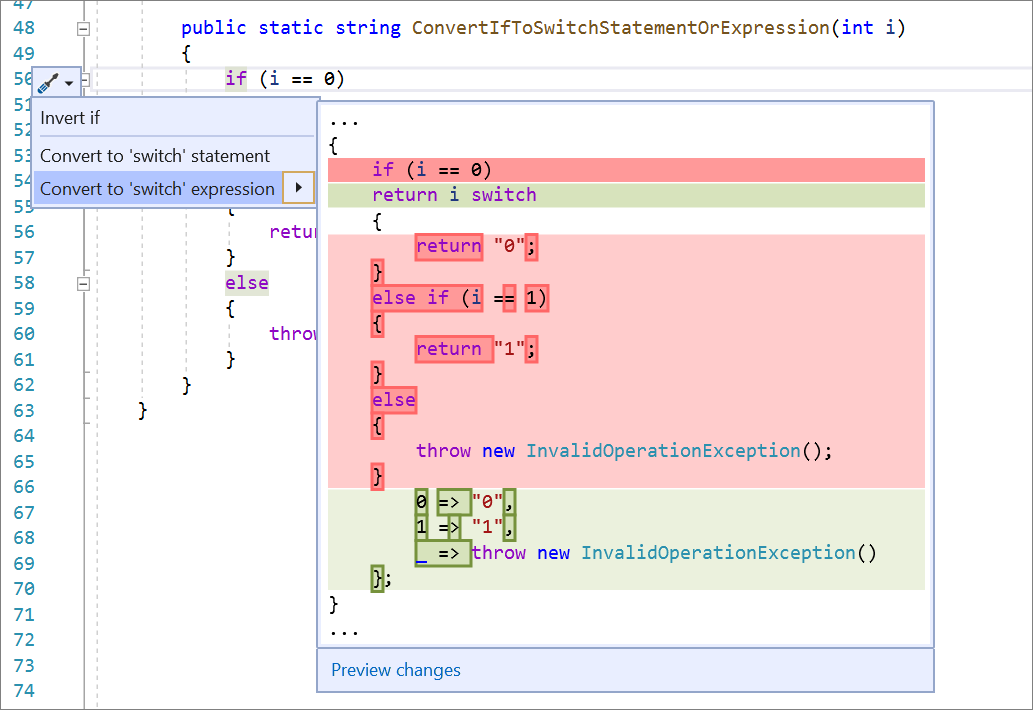 47
48 public static string ConvertIfToSwitchStatementOrExpression(int i)
49 {
50 if (i == 0)
51
52
53
54
55 {
56 retur
57 }
58 else
59 {
60 throw
61 }
62 }
63 }
64
65
66
67
68
69
70
71
72
73
74
Invert if
Convert to 'switch' statement
Convert to 'switch' expression
...
{
if (i == 0)
return i switch
{
return "0";
}
else if (i == 1)
{
return "1";
}
else
{
throw new InvalidOperationException();
}
0 => "0",
1 => "1",
_ => throw new InvalidOperationException()
};
}
...
Preview changes